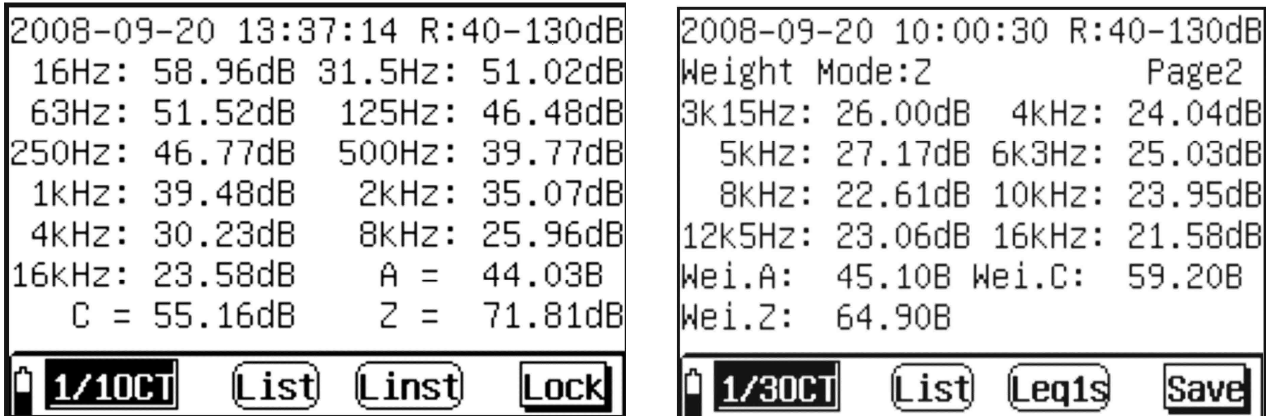 2008-09-20 13:37:14 R:40-130dB
16Hz: 58.96dB 31.5Hz: 51.02dB
63Hz: 51.52dB 125Hz: 46.48dB
250Hz: 46.77dB 500Hz: 39.77dB
1kHz: 39.48dB 2kHz: 35.07dB
4kHz: 30.23dB 8kHz: 25.96dB
16kHz: 23.58dB A = 44.03B
C = 55.16dB Z = 71.81dB
1/1OCT List Linst Lock
2008-09-20 10:00:30 R:40-130dB
Weight Mode:Z Page2
3k15Hz: 26.00dB 4kHz: 24.04dB
5kHz: 27.17dB 6k3Hz: 25.03dB
8kHz: 22.61dB 10kHz: 23.95dB
12k5Hz: 23.06dB 16kHz: 21.58dB
Wei.A: 45.10B Wei.C: 59.20B
Wei.Z: 64.90B
1/3OCT List Leq1s Save